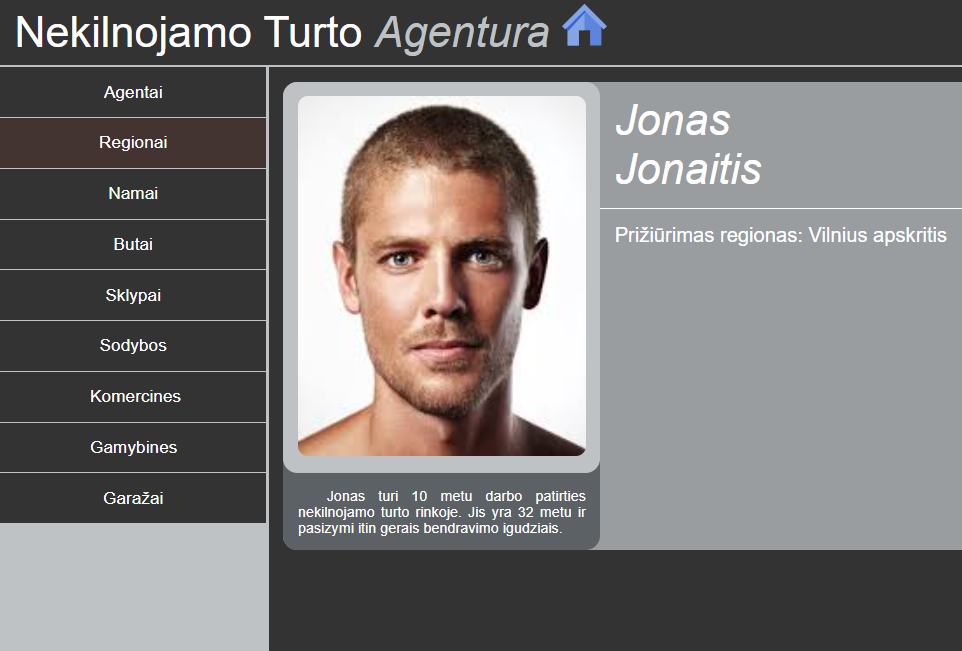 Nekilnojamo Turto Agentura
Agentai
Regionai
Namai
Butai
Sklypai
Sodybos
Komercines
Gamybines
Garažai
Jonas
Jonaitis
Prižiūrimas regionas: Vilnius apskritis
Jonas turi 10 metu darbo patirties
nekilnojamo turto rinkoje. Jis yra 32 metu ir
pasizymi itin gerais bendravimo igudziais.